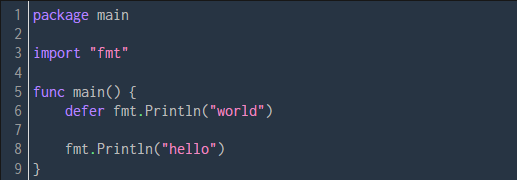 1 package main
2
3 import "fmt"
4
5 func main() {
6     defer fmt.Println("world")
7
8     fmt.Println("hello")
9 }